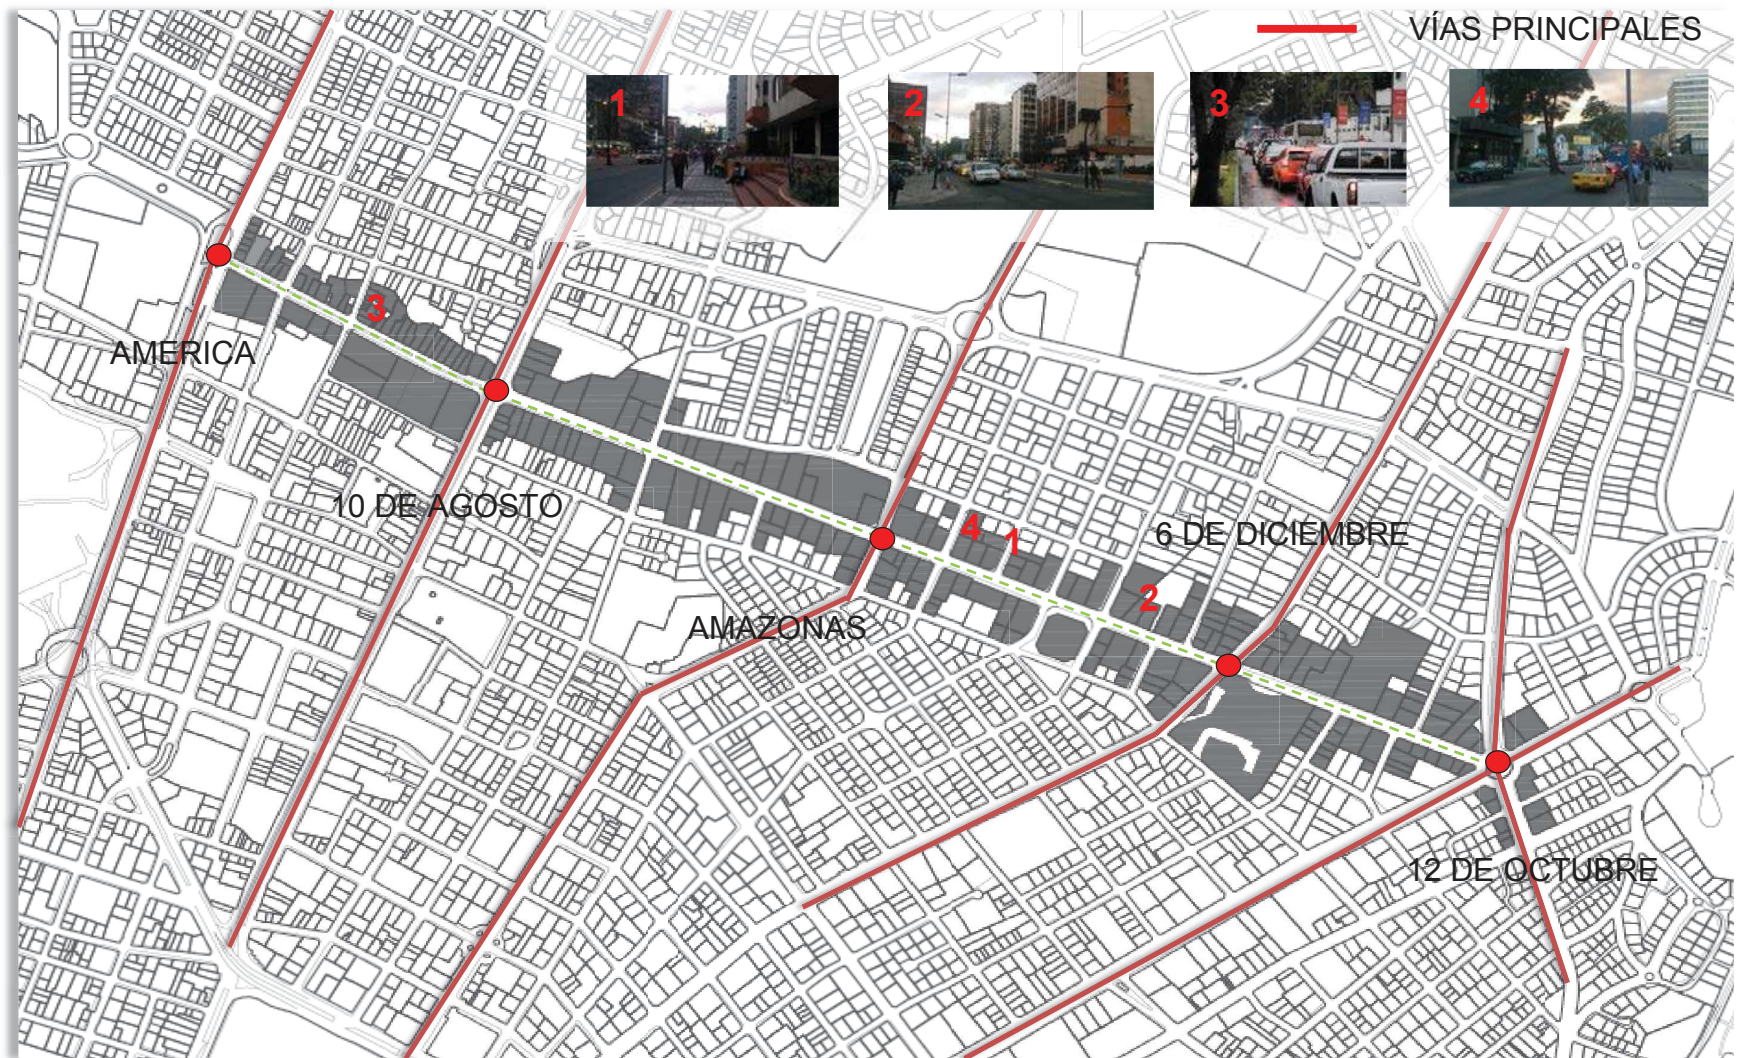 VÍAS PRINCIPALES
1
2
3
4
3
AMERICA
10 DE AGOSTO
4
1
6 DE DICIEMBRE
2
AMAZONAS
12 DE OCTUBRE